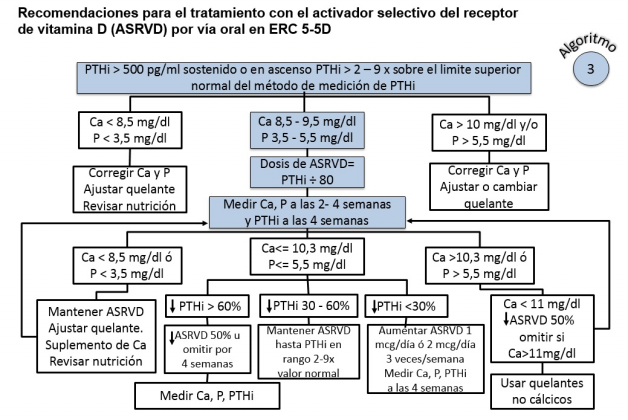 Recomendaciones para el tratamiento con el activador selectivo del receptor
de vitamina D (ASRVD) por vía oral en ERC 5-5D
Algoritmo
3
PTHi > 500 pg/ml sostenido o en ascenso PTHi > 2 – 9 x sobre el limite superior
normal del método de medición de PTHi
Ca < 8,5 mg/dl
P < 3,5 mg/dl
Ca 8,5 - 9,5 mg/dl
P 3,5 - 5,5 mg/dl
Ca > 10 mg/dl y/o
P > 5,5 mg/dl
Corregir Ca y P
Ajustar quelante
Revisar nutrición
Dosis de ASRVD=
PTHi ÷ 80
Corregir Ca y P
Ajustar o cambiar
quelante
Medir Ca, P a las 2- 4 semanas
y PTHi a las 4 semanas
Ca < 8,5 mg/dl ó
P < 3,5 mg/dl
Ca<= 10,3 mg/dl
P<= 5,5 mg/dl
Ca >10,3 mg/dl ó
P > 5,5 mg/dl
Mantener ASRVD
Ajustar quelante.
Suplemento de Ca
Revisar nutrición
↓ PTHi > 60%
↓PTHi 30 - 60%
↓PTHi <30%
↓ASRVD 50% u
omitir por
4 semanas
Mantener ASRVD
hasta PTHi en
rango 2-9x
valor normal
Aumentar ASRVD 1
mcg/día ó 2 mcg/día
3 veces/semana
Medir Ca, P, PTHi
a las 4 semanas
Ca < 11 mg/dl
↓ASRVD 50%
omitir si
Ca>11mg/dl
Medir Ca, P, PTHi
Usar quelantes
no cálcicos